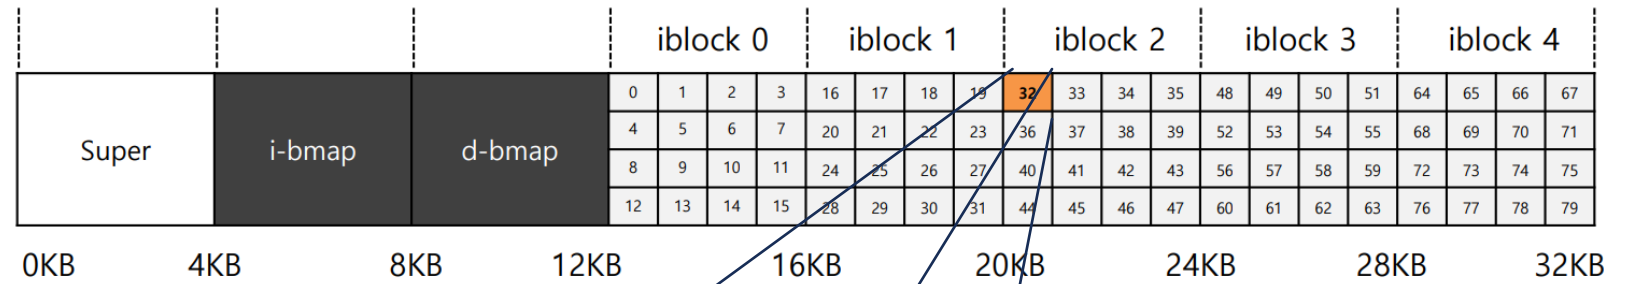 iblock 0 iblock 1 iblock 2 iblock 3 iblock 4
Super i-bmap d-bmap
0 1 2 3 16 17 18 19 32 33 34 35 48 49 50 51 64 65 66 67
4 5 6 7 20 21 22 23 36 37 38 39 52 53 54 55 68 69 70 71
8 9 10 11 24 25 26 27 40 41 42 43 56 57 58 59 72 73 74 75
12 13 14 15 28 29 30 31 44 45 46 47 60 61 62 63 76 77 78 79
0KB 4KB 8KB 12KB 16KB 20KB 24KB 28KB 32KB